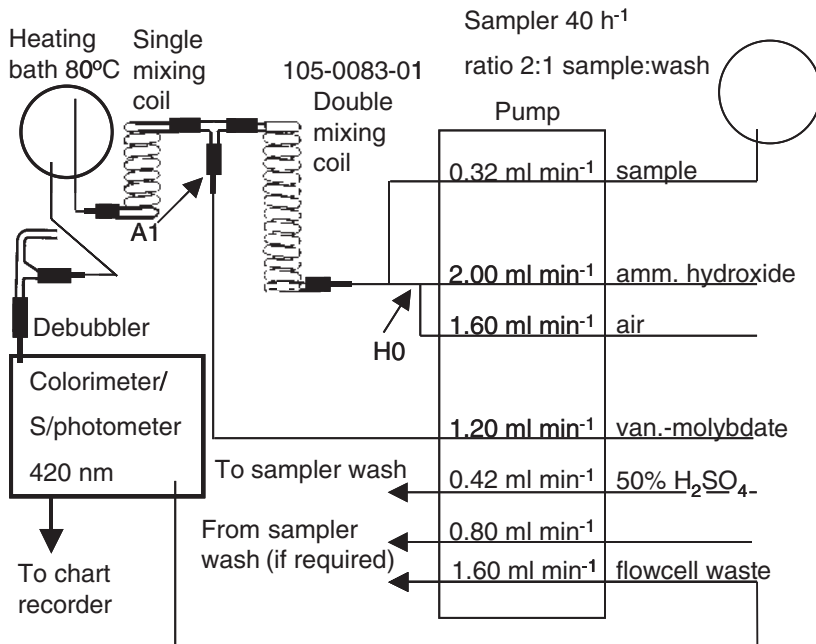 Sampler 40 h-1
ratio 2:1 sample:wash
Heating
bath 80ºC
Single
mixing
coil
105-0083-01
Double
mixing
coil
Pump
0.32 ml min-1 sample
A1
2.00 ml min-1 amm. hydroxide
H0
1.60 ml min-1 air
Debubbler
Colorimeter/
S/photometer
420 nm
1.20 ml min-1 van.-molybdate
To sampler wash
0.42 ml min-1 50% H2SO4
From sampler
wash (if required)
0.80 ml min-1
1.60 ml min-1 flowcell waste
To chart
recorder